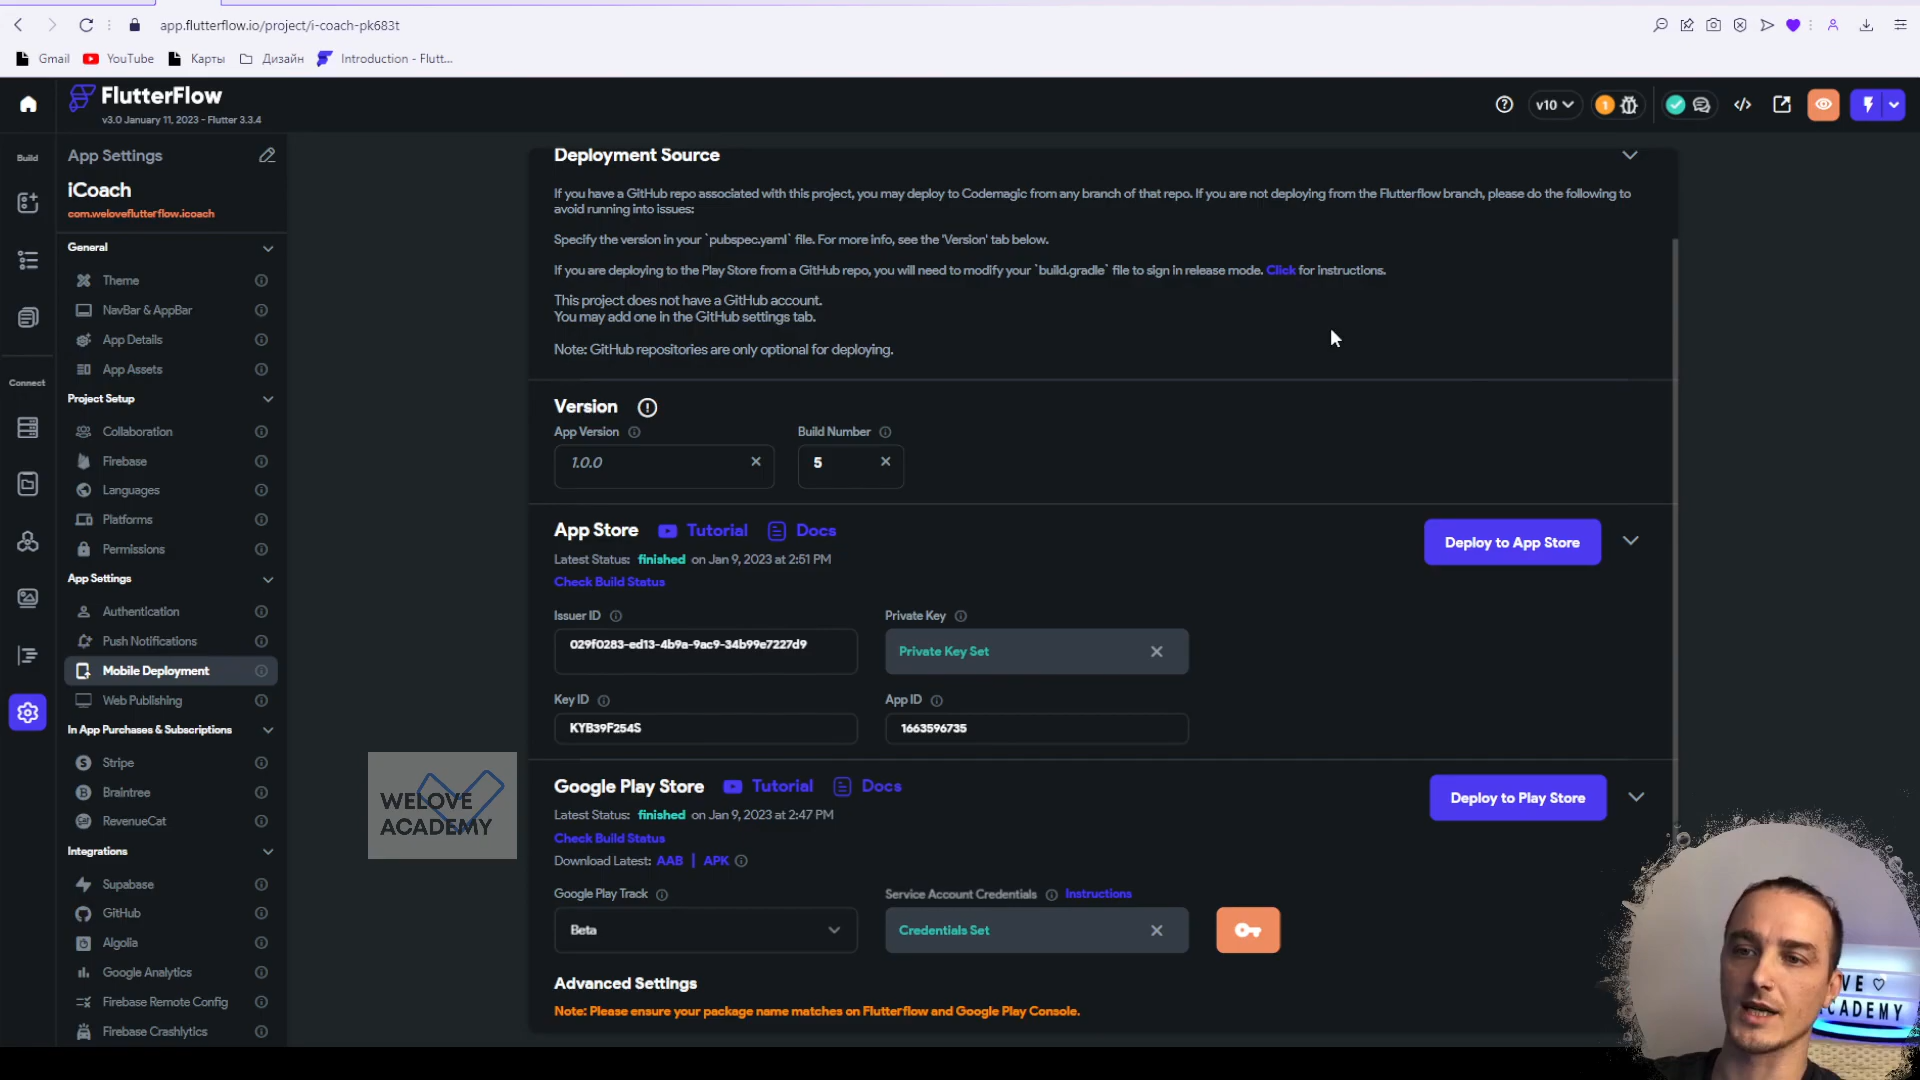 app.flutterflow.io/project/i-coach-pk683t
Gmail
YouTube
Карты
Дизайн
Introduction - Flutt...
FlutterFlow
v3.0 January 11, 2023 - Flutter 3.3.4
v10
1
Build
Connect
App Settings
iCoach
com.weloveflutterflow.icoach
General
Theme
NavBar & AppBar
App Details
App Assets
Project Setup
Collaboration
Firebase
Languages
Platforms
Permissions
App Settings
Authentication
Push Notifications
Mobile Deployment
Web Publishing
In App Purchases & Subscriptions
Stripe
Braintree
RevenueCat
Integrations
Supabase
GitHub
Algolia
Google Analytics
Firebase Remote Config
Firebase Crashlytics
Deployment Source
If you have a GitHub repo associated with this project, you may deploy to Codemagic from any branch of that repo. If you are not deploying from the Flutterflow branch, please do the following to
avoid running into issues:
Specify the version in your `pubspec.yaml` file. For more info, see the 'Version' tab below.
If you are deploying to the Play Store from a GitHub repo, you will need to modify your `build.gradle` file to sign in release mode. Click for instructions.
This project does not have a GitHub account.
You may add one in the GitHub settings tab.
Note: GitHub repositories are only optional for deploying.
Version
App Version
Build Number
1.0.0
5
App Store
Tutorial
Docs
Deploy to App Store
Latest Status: finished on Jan 9, 2023 at 2:51 PM
Check Build Status
Issuer ID
Private Key
029f0283-ed13-4b9a-9ac9-34b99e7227d9
Private Key Set
Key ID
App ID
KYB39F254S
1663596735
Google Play Store
Tutorial
Docs
Deploy to Play Store
Latest Status: finished on Jan 9, 2023 at 2:47 PM
Check Build Status
Download Latest: AAB | APK
Google Play Track
Service Account Credentials
Instructions
Beta
Credentials Set
Advanced Settings
Note: Please ensure your package name matches on Flutterflow and Google Play Console.
WELOVE
ACADEMY
VE ♡
CADEMY